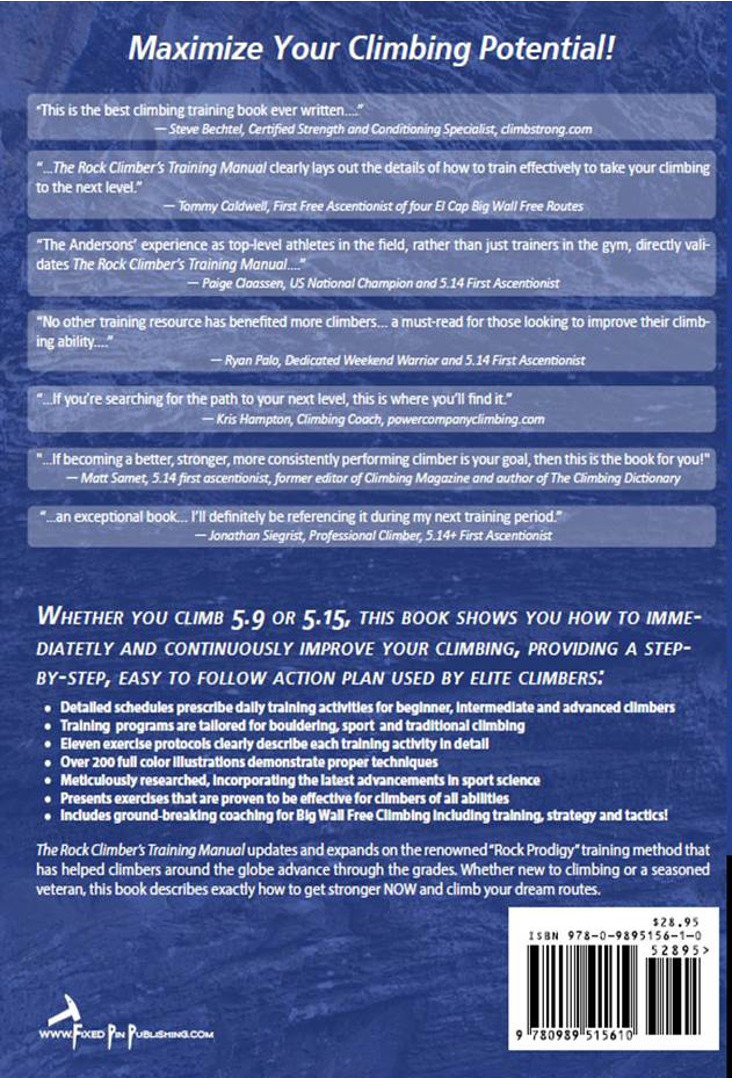 Maximize Your Climbing Potential!
"This is the best climbing training book ever written...."
— Steve Bechtel, Certified Strength and Conditioning Specialist, climbstrong.com
"...The Rock Climber's Training Manual clearly lays out the details of how to train effectively to take your climbing
to the next level."
— Tommy Caldwell, First Free Ascentionist of four El Cap Big Wall Free Routes
"The Andersons' experience as top-level athletes in the field, rather than just trainers in the gym, directly vali-
dates The Rock Climber's Training Manual...."
— Paige Claassen, US National Champion and 5.14 First Ascentionist
"No other training resource has benefited more climbers... a must-read for those looking to improve their climb-
ing ability...."
— Ryan Palo, Dedicated Weekend Warrior and 5.14 First Ascentionist
"...If you're searching for the path to your next level, this is where you'll find it."
— Kris Hampton, Climbing Coach, powercompanyclimbing.com
"...If becoming a better, stronger, more consistently performing climber is your goal, then this is the book for you!"
— Matt Samet, 5.14 first ascentionist, former editor of Climbing Magazine and author of The Climbing Dictionary
"...an exceptional book... I'll definitely be referencing it during my next training period."
— Jonathan Siegrist, Professional Climber, 5.14+ First Ascentionist
WHETHER YOU CLIMB 5.9 OR 5.15, THIS BOOK SHOWS YOU HOW TO IMME-
DIATETLY AND CONTINUOUSLY IMPROVE YOUR CLIMBING, PROVIDING A STEP-
BY-STEP, EASY TO FOLLOW ACTION PLAN USED BY ELITE CLIMBERS:
• Detailed schedules prescribe daily training activities for beginner, intermediate and advanced climbers
• Training programs are tailored for bouldering, sport and traditional climbing
• Eleven exercise protocols clearly describe each training activity in detail
• Over 200 full color illustrations demonstrate proper techniques
• Meticulously researched, incorporating the latest advancements in sport science
• Presents exercises that are proven to be effective for climbers of all abilities
• Includes ground-breaking coaching for Big Wall Free Climbing including training, strategy and tactics!
The Rock Climber's Training Manual updates and expands on the renowned "Rock Prodigy" training method that
has helped climbers around the globe advance through the grades. Whether new to climbing or a seasoned
veteran, this book describes exactly how to get stronger NOW and climb your dream routes.
$28.95
ISBN 978-0-9895156-1-0
52895>
9 780989 515610
WWW.FIXED PIN PUBLISHING.COM